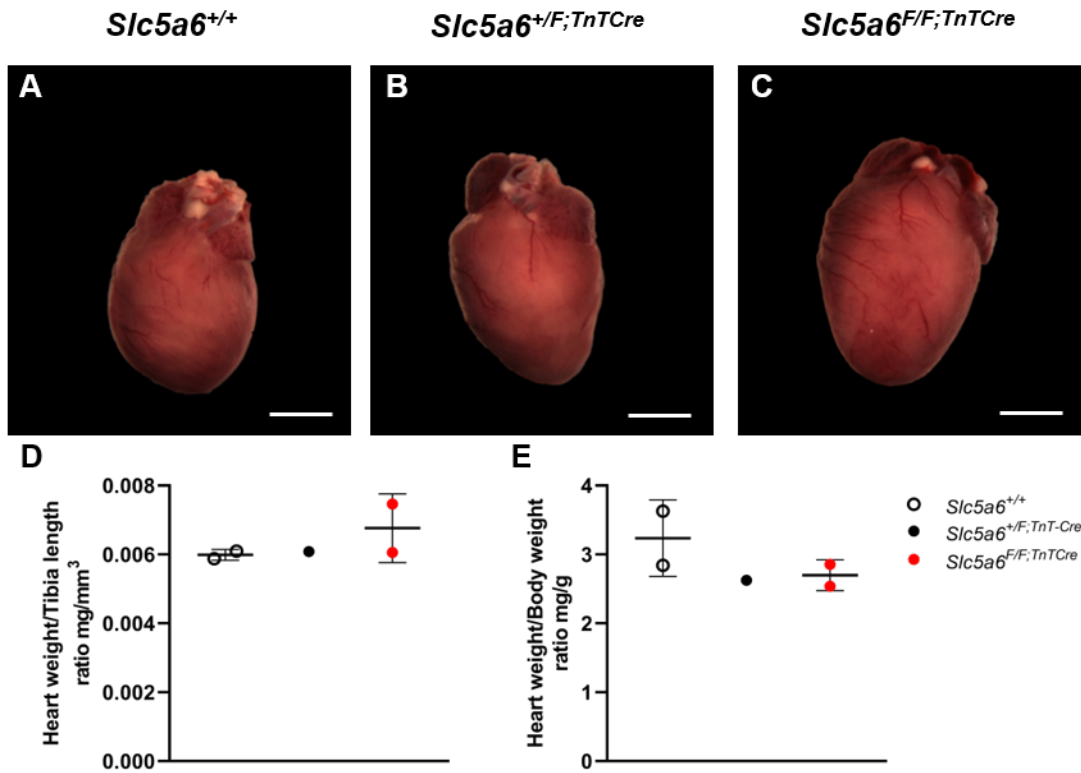 Slc5a6+/+
Slc5a6+/F;TnTCre
Slc5a6F/F;TnTCre
A
B
C
D
Heart weight/Tibia length
ratio mg/mm3
0.008
0.006
0.004
0.002
0.000
E
Heart weight/Body weight
ratio mg/g
4
3
2
1
0
Slc5a6+/+
Slc5a6+/F;TnT-Cre
Slc5a6F/F;TnTCre